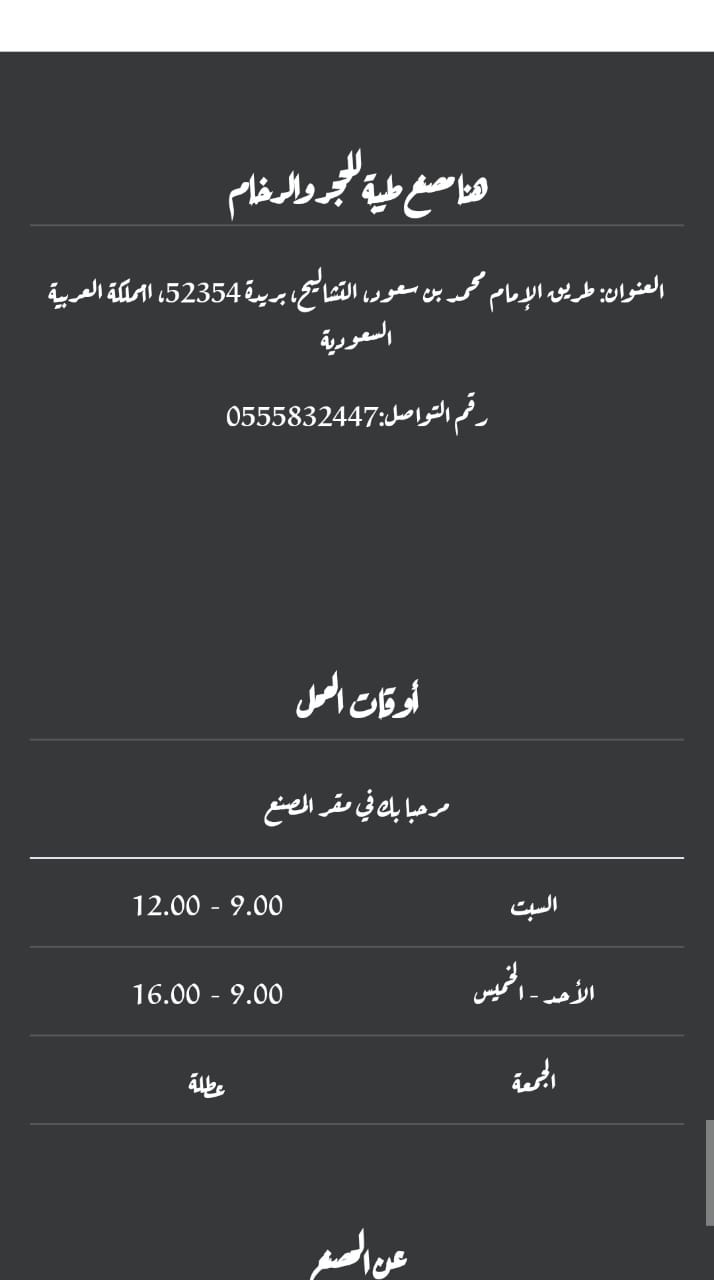 هنا مصنع طيبة للحجر والرخام
العنوان: طريق الإمام محمد بن سعود، التشاليح، بريدة 52354، المملكة العربية
السعودية
رقم التواصل:0555832447
أوقات العمل
مرحبا بك في مقر المصنع
السبت 9.00 - 12.00
الأحد - الخميس 9.00 - 16.00
الجمعة عطلة
عن المصنع